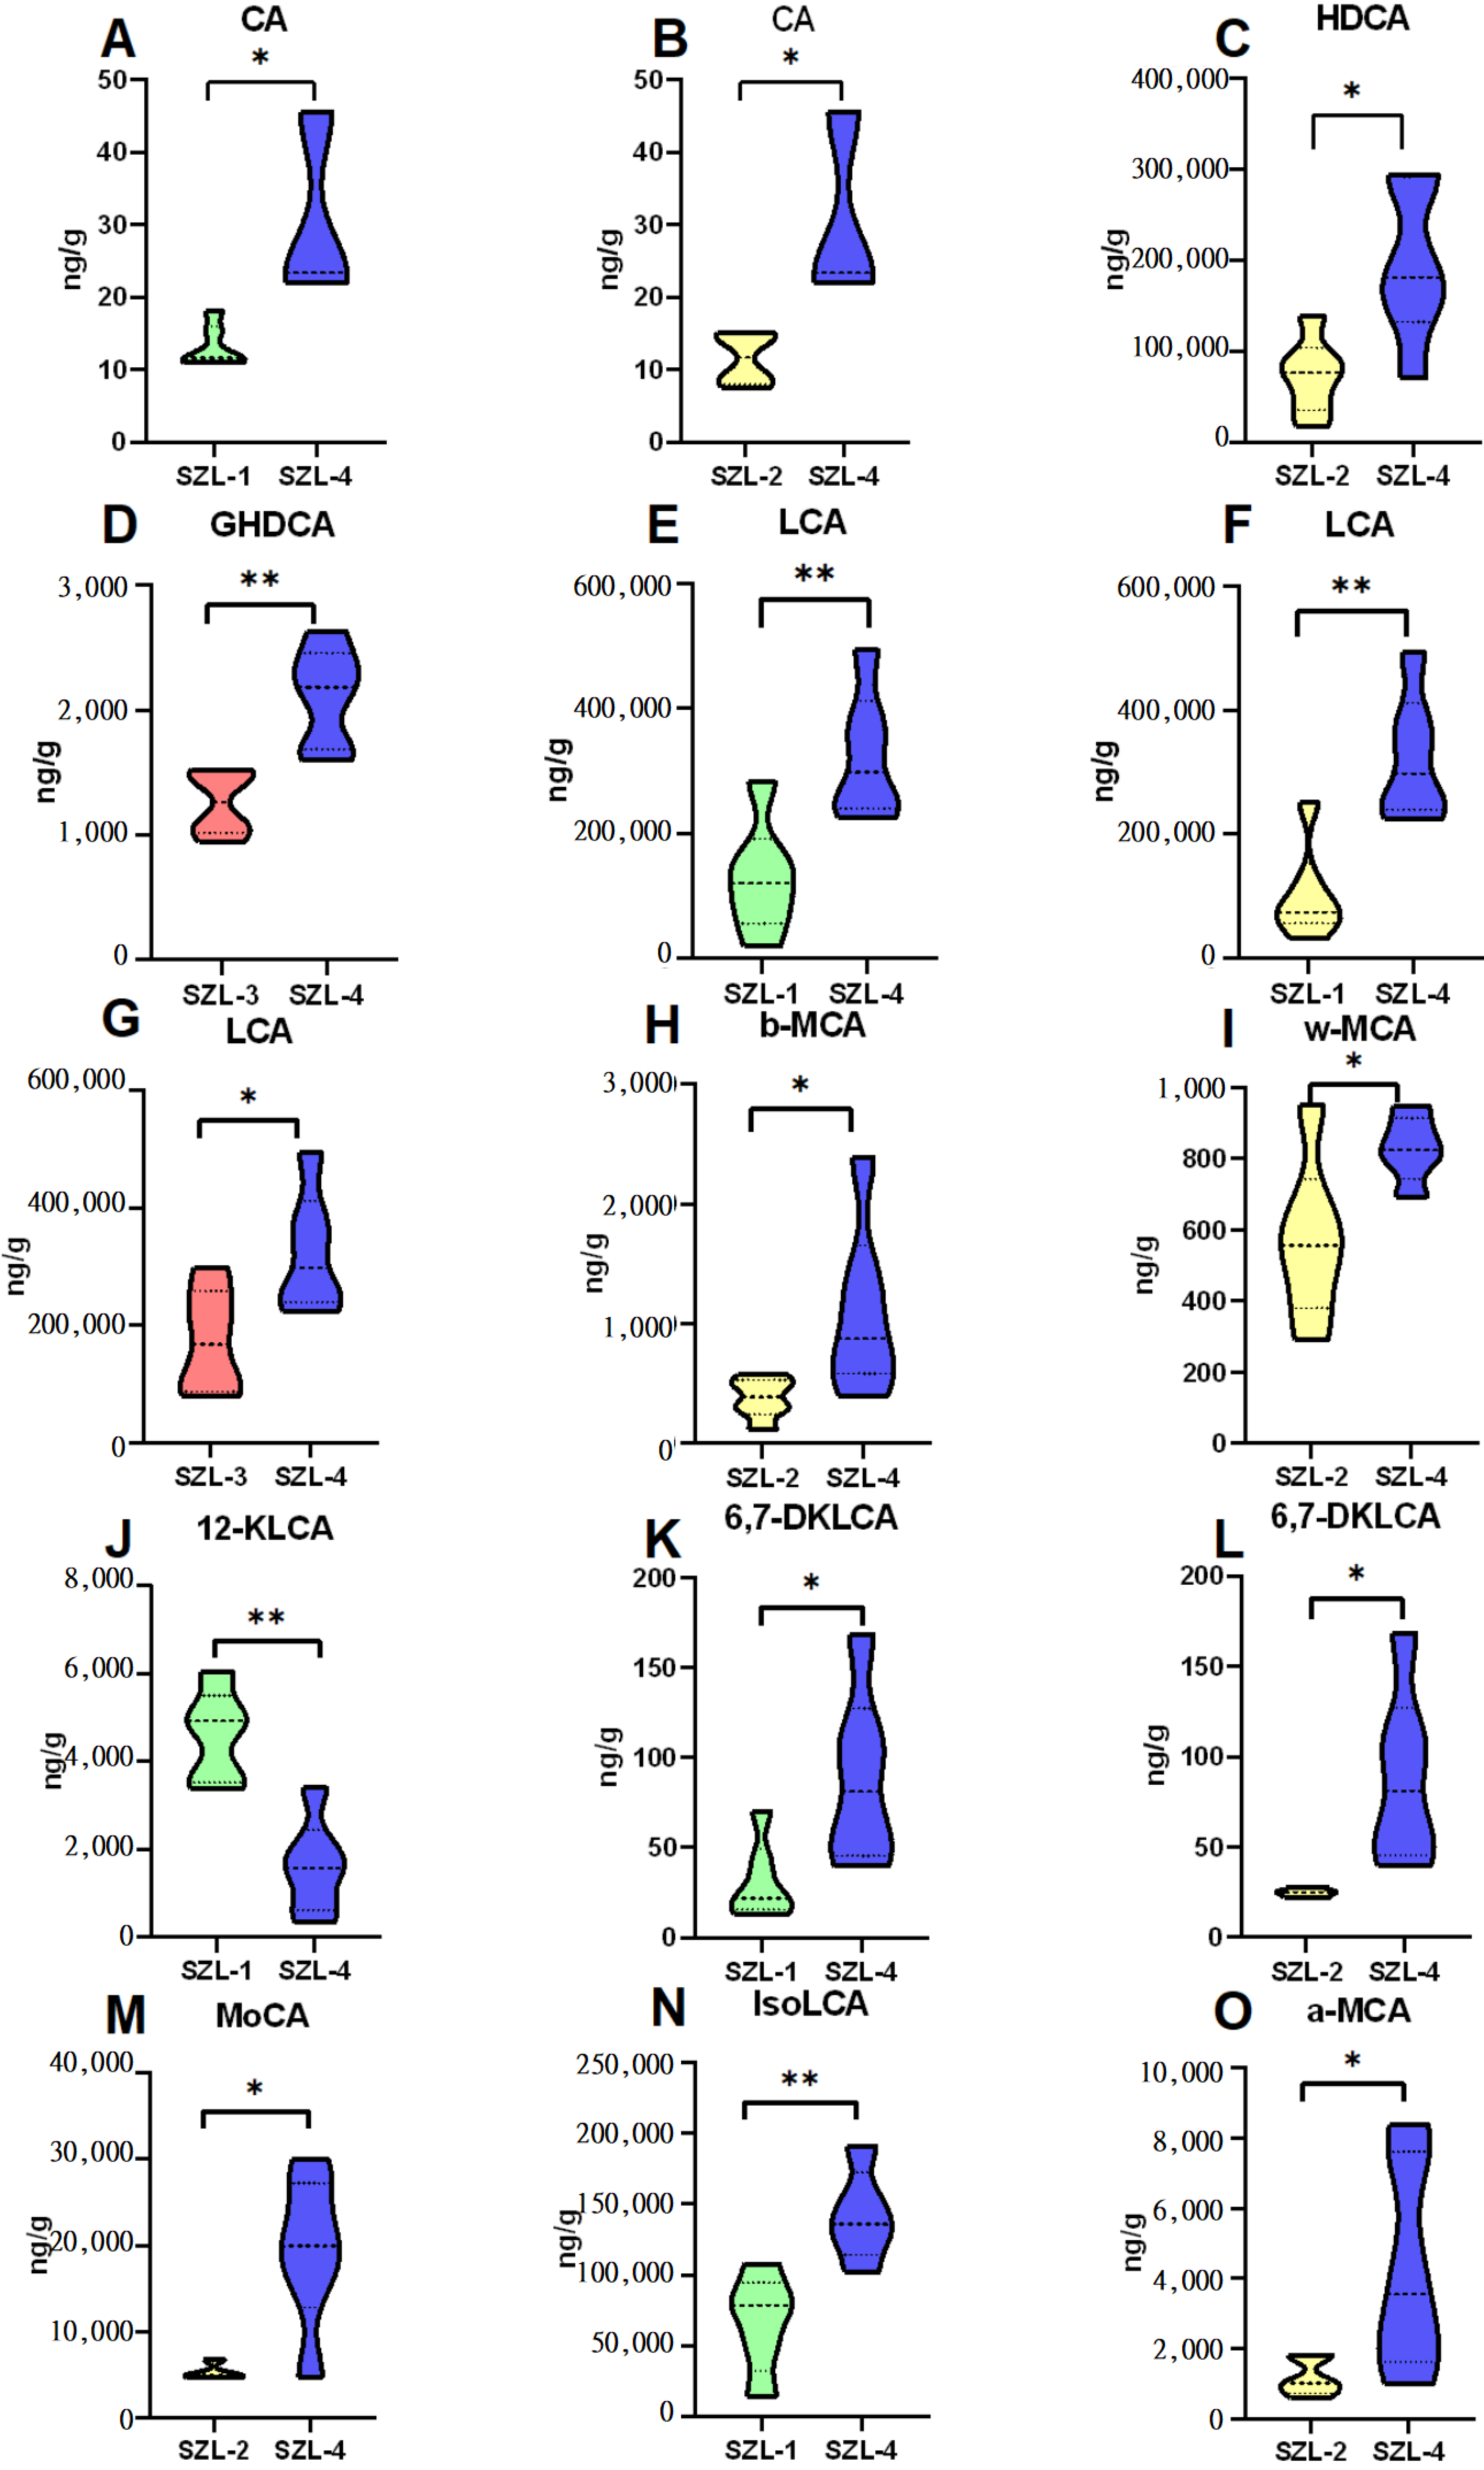 A CA
*
50
40
30
20
10
0
ng/g
SZL-1 SZL-4
B CA
*
50
40
30
20
10
0
ng/g
SZL-2 SZL-4
C HDCA
*
400,000
300,000
200,000
100,000
0
ng/g
SZL-2 SZL-4
D GHDCA
**
3,000
2,000
1,000
0
ng/g
SZL-3 SZL-4
E LCA
**
600,000
400,000
200,000
0
ng/g
SZL-1 SZL-4
F LCA
**
600,000
400,000
200,000
0
ng/g
SZL-1 SZL-4
G LCA
*
600,000
400,000
200,000
0
ng/g
SZL-3 SZL-4
H b-MCA
*
3,000
2,000
1,000
0
ng/g
SZL-2 SZL-4
I w-MCA
*
1,000
800
600
400
200
0
ng/g
SZL-2 SZL-4
J 12-KLCA
**
8,000
6,000
4,000
2,000
0
ng/g
SZL-1 SZL-4
K 6,7-DKLCA
*
200
150
100
50
0
ng/g
SZL-1 SZL-4
L 6,7-DKLCA
*
200
150
100
50
0
ng/g
SZL-2 SZL-4
M MoCA
*
40,000
30,000
20,000
10,000
0
ng/g
SZL-2 SZL-4
N IsoLCA
**
250,000
200,000
150,000
100,000
50,000
0
ng/g
SZL-1 SZL-4
O a-MCA
*
10,000
8,000
6,000
4,000
2,000
0
ng/g
SZL-2 SZL-4